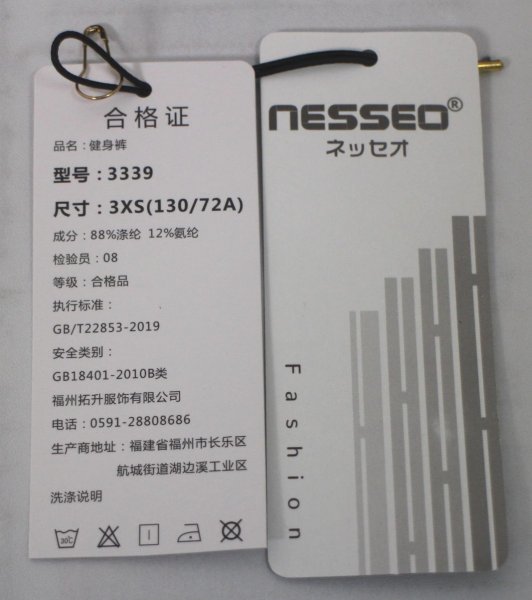 合格证
品名：健身裤
型号：3339
尺寸：3XS(130/72A)
成分：88%涤纶 12%氨纶
检验员：08
等级：合格品
执行标准：
GB/T22853-2019
安全类别：
GB18401-2010B类
福州拓升服饰有限公司
电话：0591-28808686
生产商地址：福建省福州市长乐区
航城街道湖边溪工业区
洗涤说明
30℃
NESSEO®
ネッセオ
Fashion